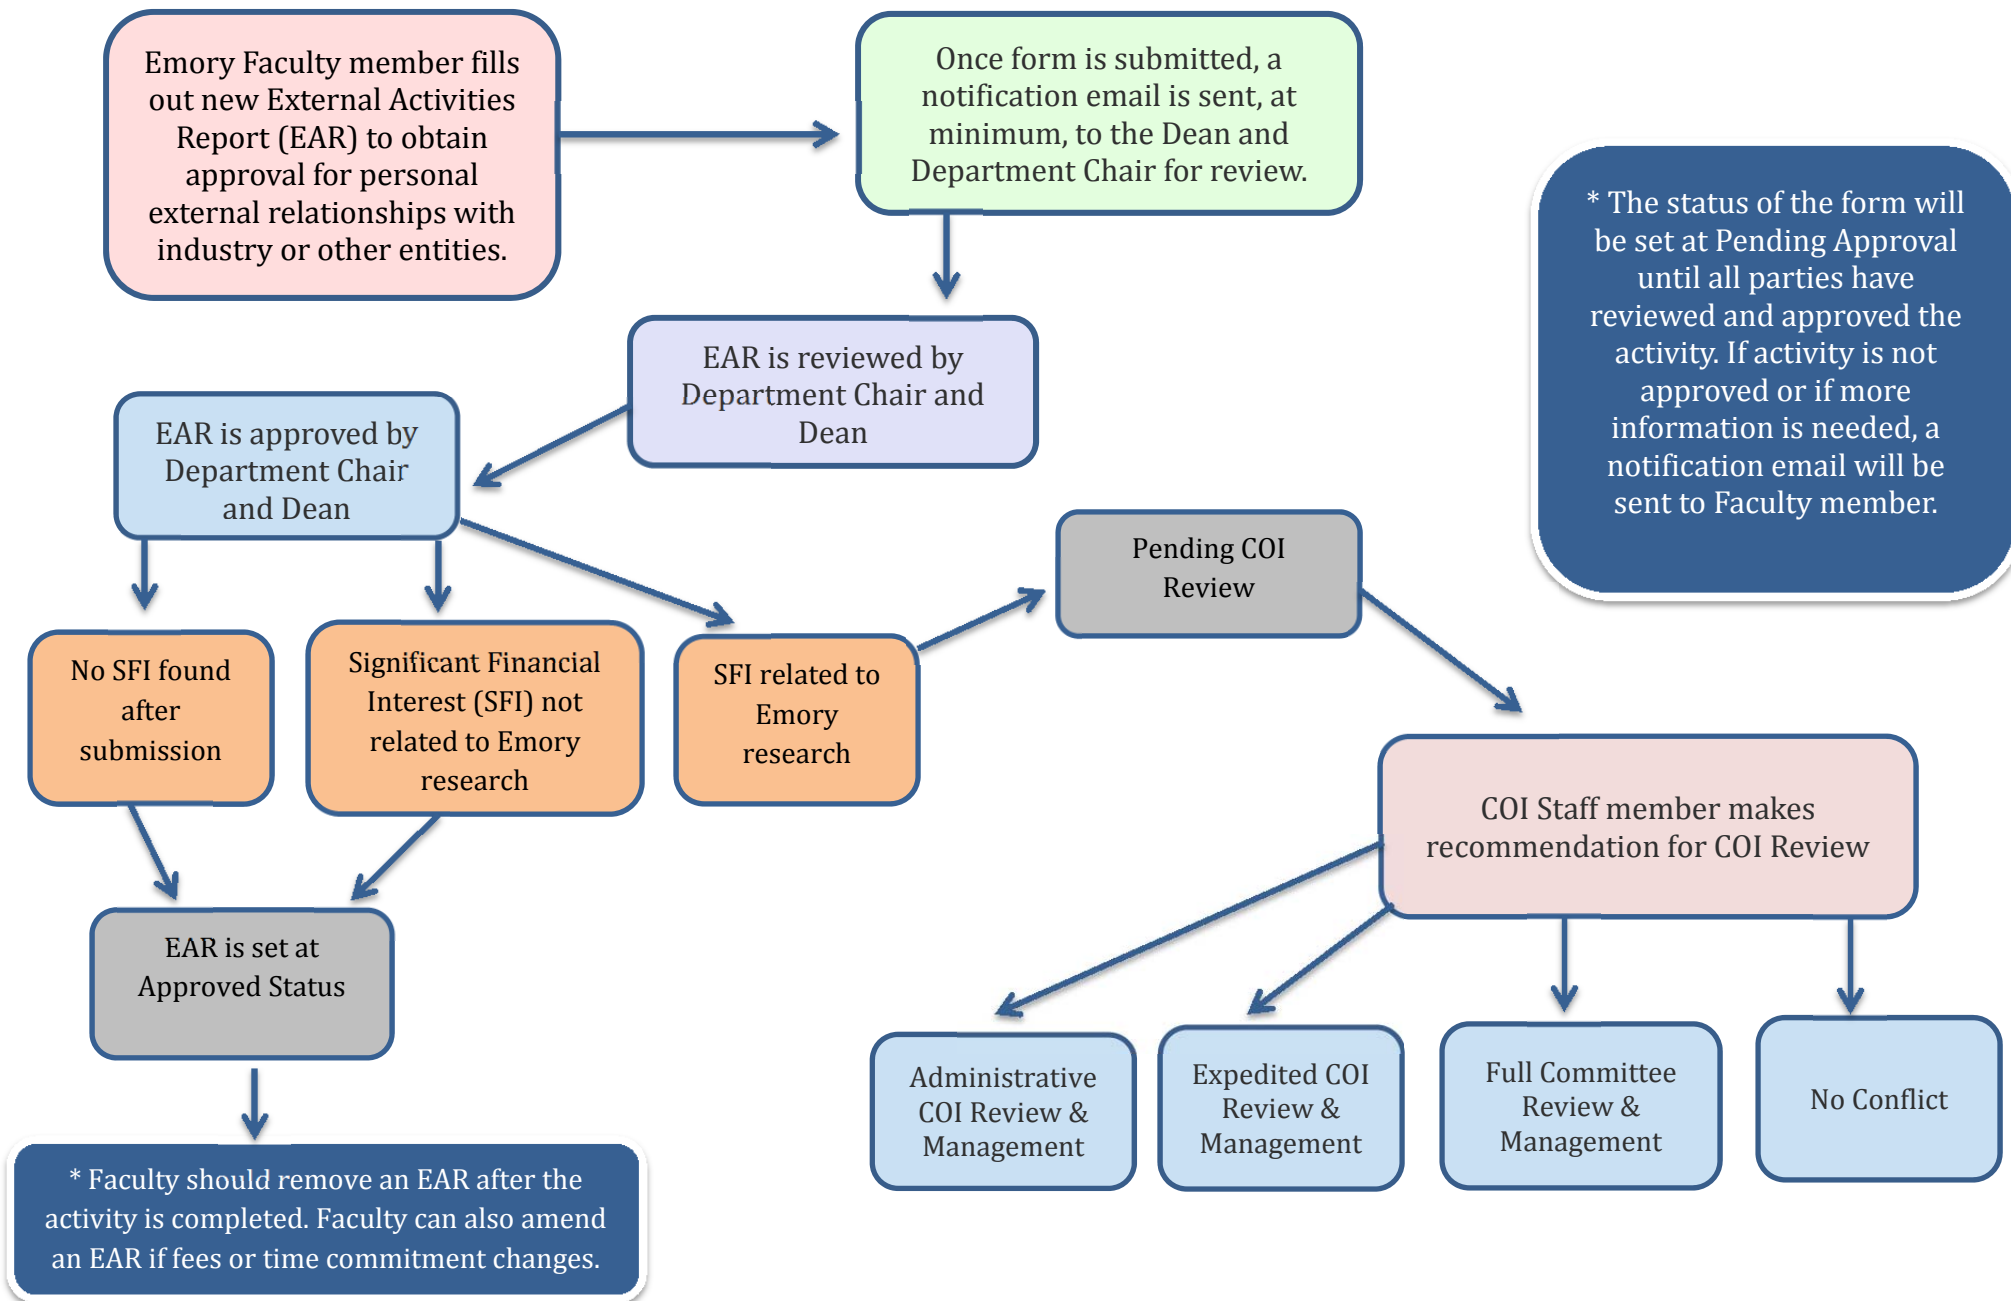 Emory Faculty member fills
out new External Activities
Report (EAR) to obtain
approval for personal
external relationships with
industry or other entities.
Once form is submitted, a
notification email is sent, at
minimum, to the Dean and
Department Chair for review.
* The status of the form will
be set at Pending Approval
until all parties have
reviewed and approved the
activity. If activity is not
approved or if more
information is needed, a
notification email will be
sent to Faculty member.
EAR is reviewed by
Department Chair and
Dean
EAR is approved by
Department Chair
and Dean
Pending COI
Review
No SFI found
after
submission
Significant Financial
Interest (SFI) not
related to Emory
research
SFI related to
Emory
research
COI Staff member makes
recommendation for COI Review
EAR is set at
Approved Status
Administrative
COI Review &
Management
Expedited COI
Review &
Management
Full Committee
Review &
Management
No Conflict
* Faculty should remove an EAR after the
activity is completed. Faculty can also amend
an EAR if fees or time commitment changes.